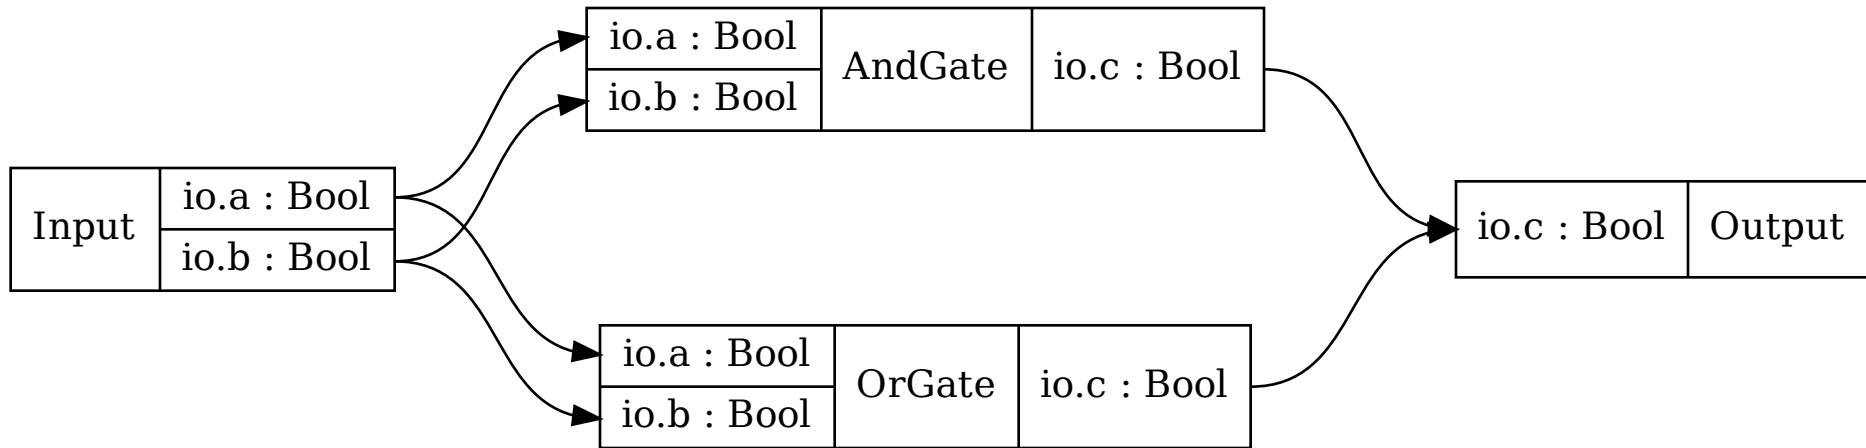 Input
io.a : Bool
io.b : Bool
io.a : Bool
io.b : Bool
AndGate
io.c : Bool
io.a : Bool
io.b : Bool
OrGate
io.c : Bool
io.c : Bool
Output